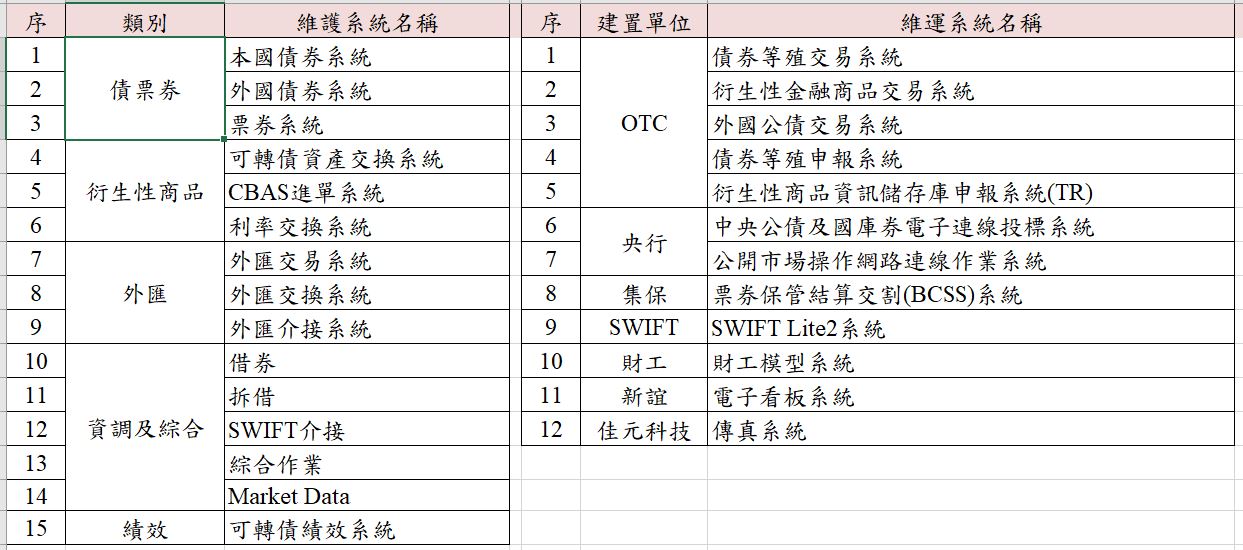 序 類別 維護系統名稱 序 建置單位 維運系統名稱
1 債票券 本國債券系統 1 OTC 債券等殖交易系統
2 外國債券系統 2 衍生性金融商品交易系統
3 票券系統 3 外國公債交易系統
4 衍生性商品 可轉債資產交換系統 4 債券等殖申報系統
5 CBAS進單系統 5 衍生性商品資訊儲存庫申報系統(TR)
6 利率交換系統 6 央行 中央公債及國庫券電子連線投標系統
7 外匯 外匯交易系統 7 公開市場操作網路連線作業系統
8 外匯交換系統 8 集保 票券保管結算交割(BCSS)系統
9 外匯介接系統 9 SWIFT SWIFT Lite2系統
10 資調及綜合 借券 10 財工 財工模型系統
11 拆借 11 新誼 電子看板系統
12 SWIFT介接 12 佳元科技 傳真系統
13 綜合作業
14 Market Data
15 績效 可轉債績效系統